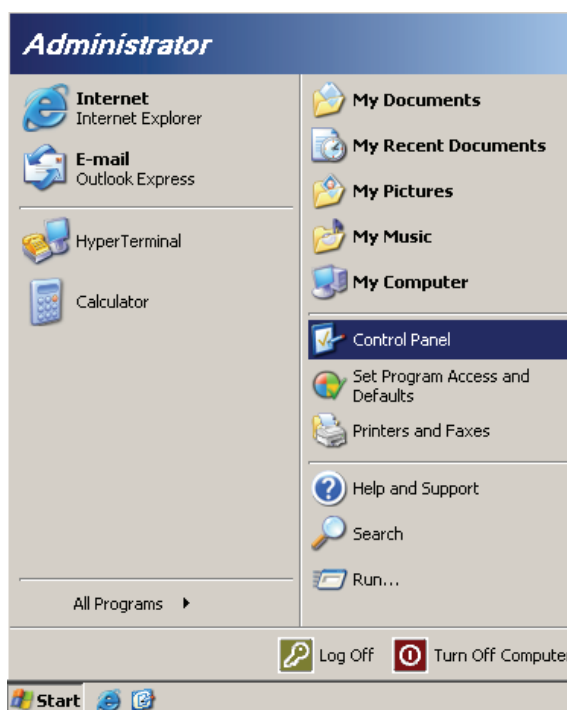 Administrator
Internet
Internet Explorer
E-mail
Outlook Express
HyperTerminal
Calculator
All Programs
My Documents
My Recent Documents
My Pictures
My Music
My Computer
Control Panel
Set Program Access and
Defaults
Printers and Faxes
Help and Support
Search
Run...
Log Off
Turn Off Compute
Start